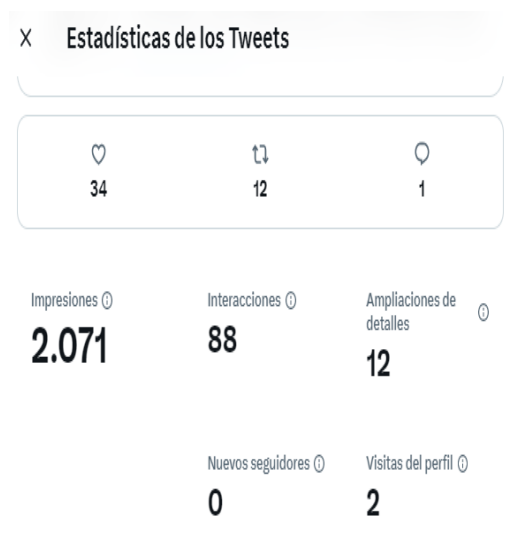 X Estadísticas de los Tweets
34 12 1
Impresiones Interacciones Ampliaciones de detalles
2.071 88 12
Nuevos seguidores Visitas del perfil
0 2